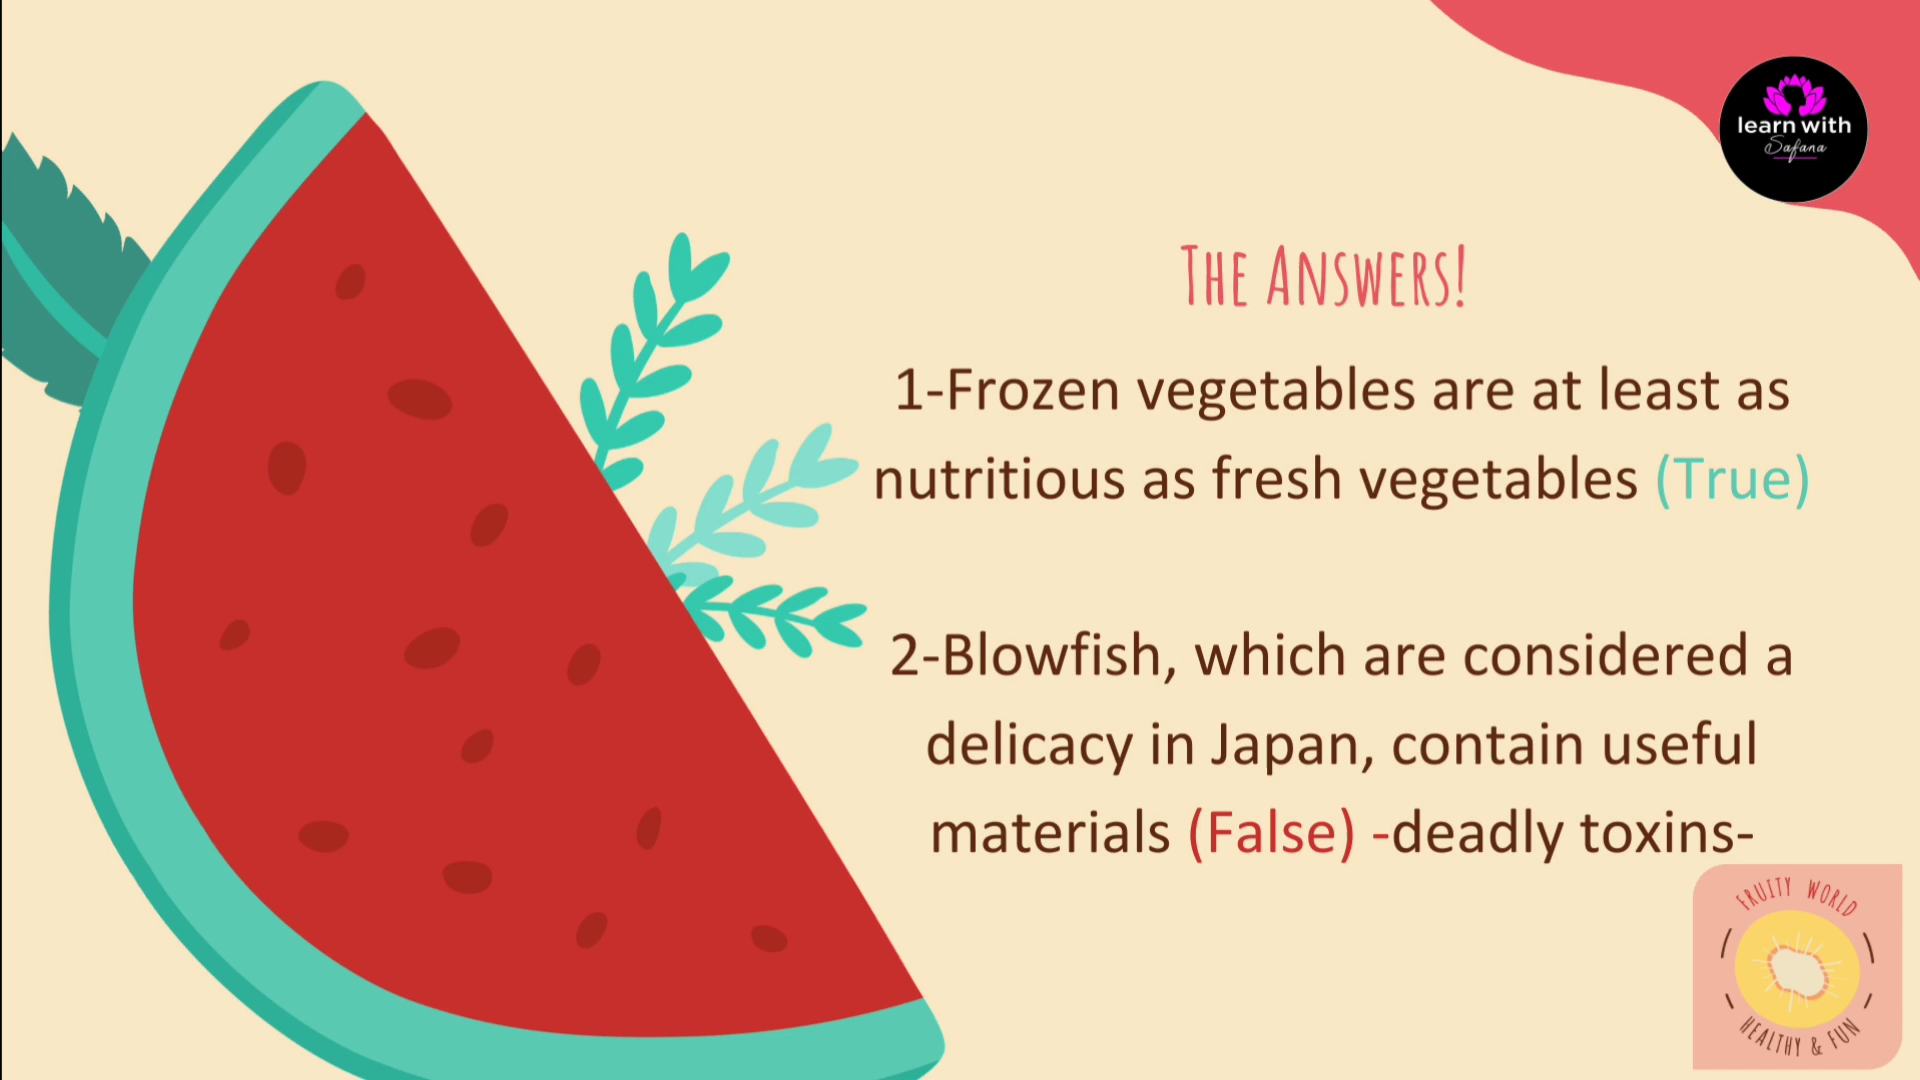 learn with
Safana
The Answers!
1-Frozen vegetables are at least as
nutritious as fresh vegetables (True)
2-Blowfish, which are considered a
delicacy in Japan, contain useful
materials (False) -deadly toxins-
FRUITY WORLD
HEALTHY & FUN